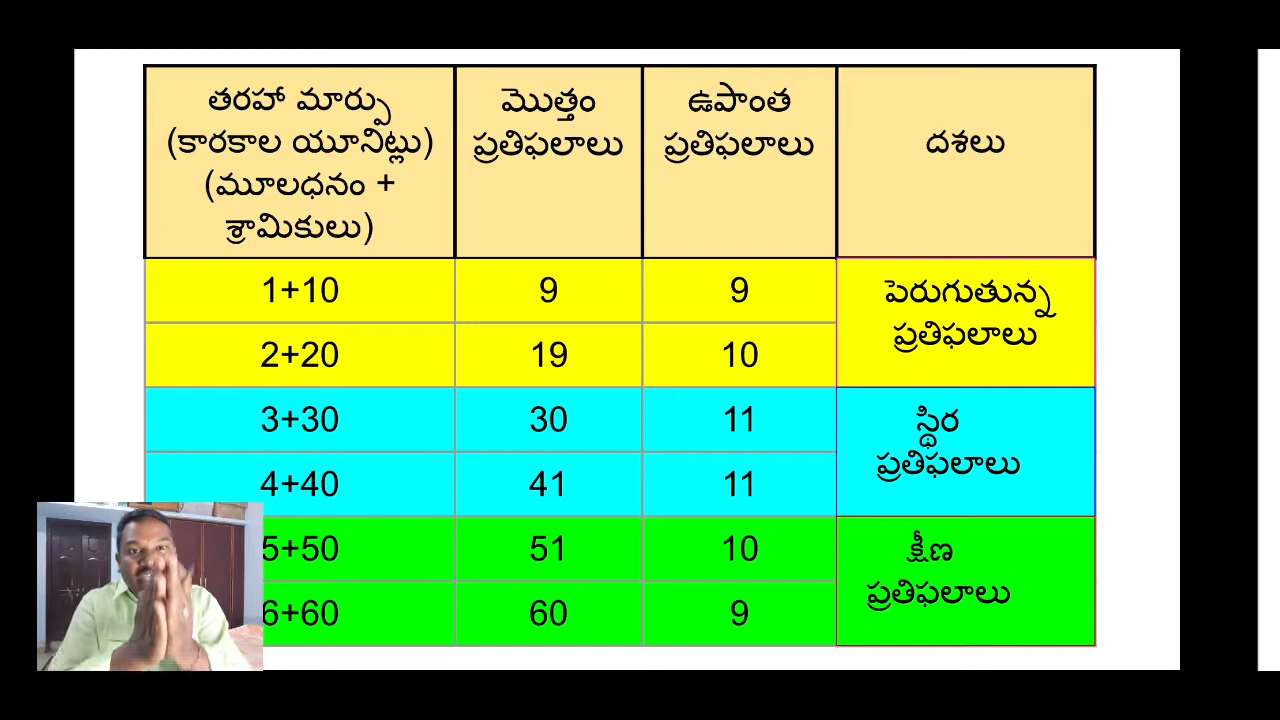 తరహా మార్పు
(కారకాల యూనిట్లు)
(మూలధనం +
శ్రామికులు)
మొత్తం
ప్రతిఫలాలు
ఉపాంత
ప్రతిఫలాలు
దశలు
1+10 9 9
పెరుగుతున్న
ప్రతిఫలాలు
2+20 19 10
3+30 30 11
స్థిర
ప్రతిఫలాలు
4+40 41 11
5+50 51 10
క్షీణ
ప్రతిఫలాలు
6+60 60 9